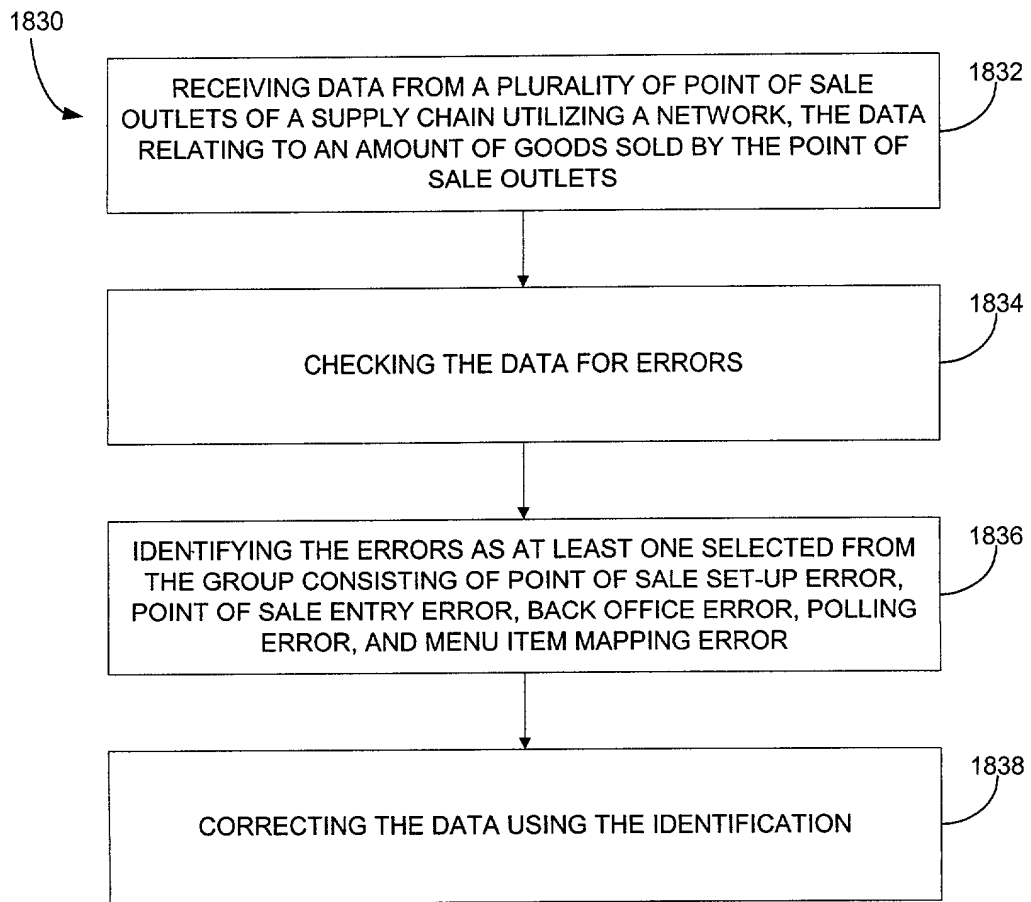 1830
1832
RECEIVING DATA FROM A PLURALITY OF POINT OF SALE
OUTLETS OF A SUPPLY CHAIN UTILIZING A NETWORK, THE DATA
RELATING TO AN AMOUNT OF GOODS SOLD BY THE POINT OF
SALE OUTLETS
1834
CHECKING THE DATA FOR ERRORS
1836
IDENTIFYING THE ERRORS AS AT LEAST ONE SELECTED FROM
THE GROUP CONSISTING OF POINT OF SALE SET-UP ERROR,
POINT OF SALE ENTRY ERROR, BACK OFFICE ERROR, POLLING
ERROR, AND MENU ITEM MAPPING ERROR
1838
CORRECTING THE DATA USING THE IDENTIFICATION